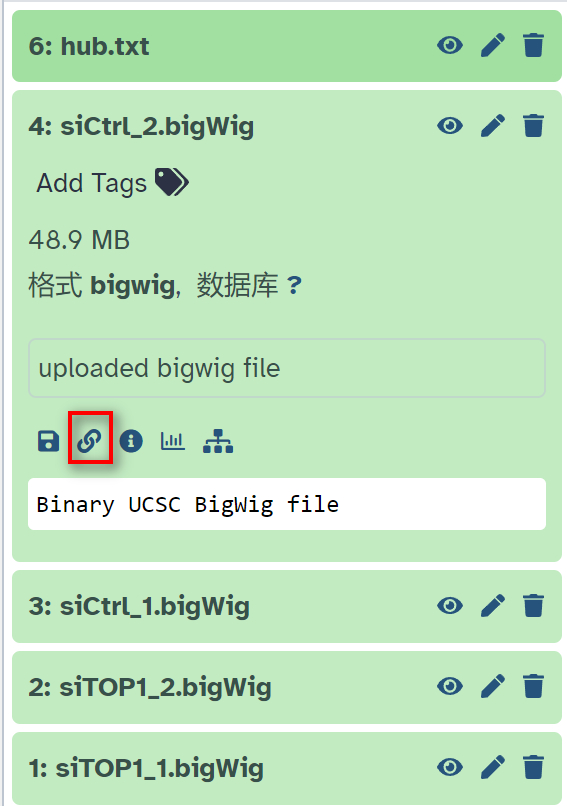 6: hub.txt
4: siCtrl_2.bigWig
Add Tags
48.9 MB
格式 bigwig, 数据库 ?
uploaded bigwig file
Binary UCSC BigWig file
3: siCtrl_1.bigWig
2: siTOP1_2.bigWig
1: siTOP1_1.bigWig